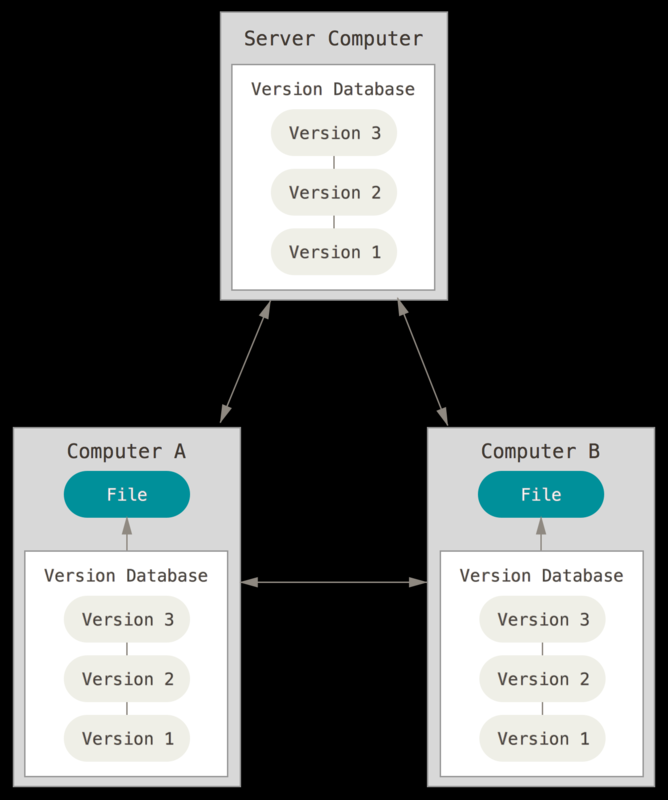 Server Computer
Version Database
Version 3
Version 2
Version 1
Computer A
File
Version Database
Version 3
Version 2
Version 1
Computer B
File
Version Database
Version 3
Version 2
Version 1